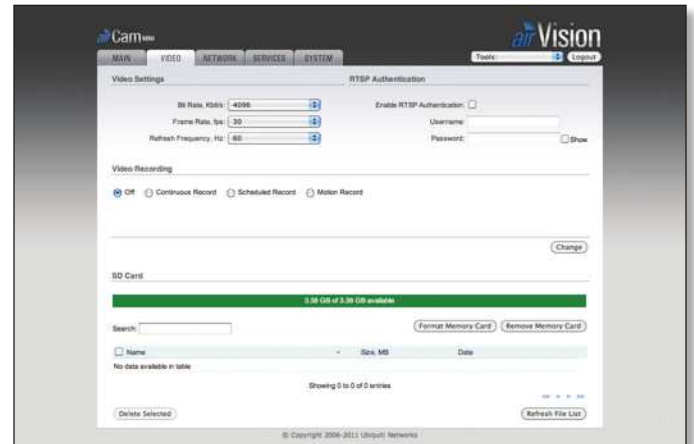 airCam MINI
airVision
MAIN VIDEO NETWORK SERVICES SYSTEM
Tools: Logout
Video Settings
RTSP Authentication
Bit Rate, Kbit/s: 4096
Enable RTSP Authentication:
Frame Rate, fps: 30
Username:
Refresh Frequency, Hz: 60
Password: Show
Video Recording
Off Continuous Record Scheduled Record Motion Record
Change
SD Card
3.38 GB of 3.38 GB available
Search:
Format Memory Card Remove Memory Card
Name Size, MB Date
No data available in table
Showing 0 to 0 of 0 entries
Delete Selected
Refresh File List
© Copyright 2006-2011 Ubiquiti Networks